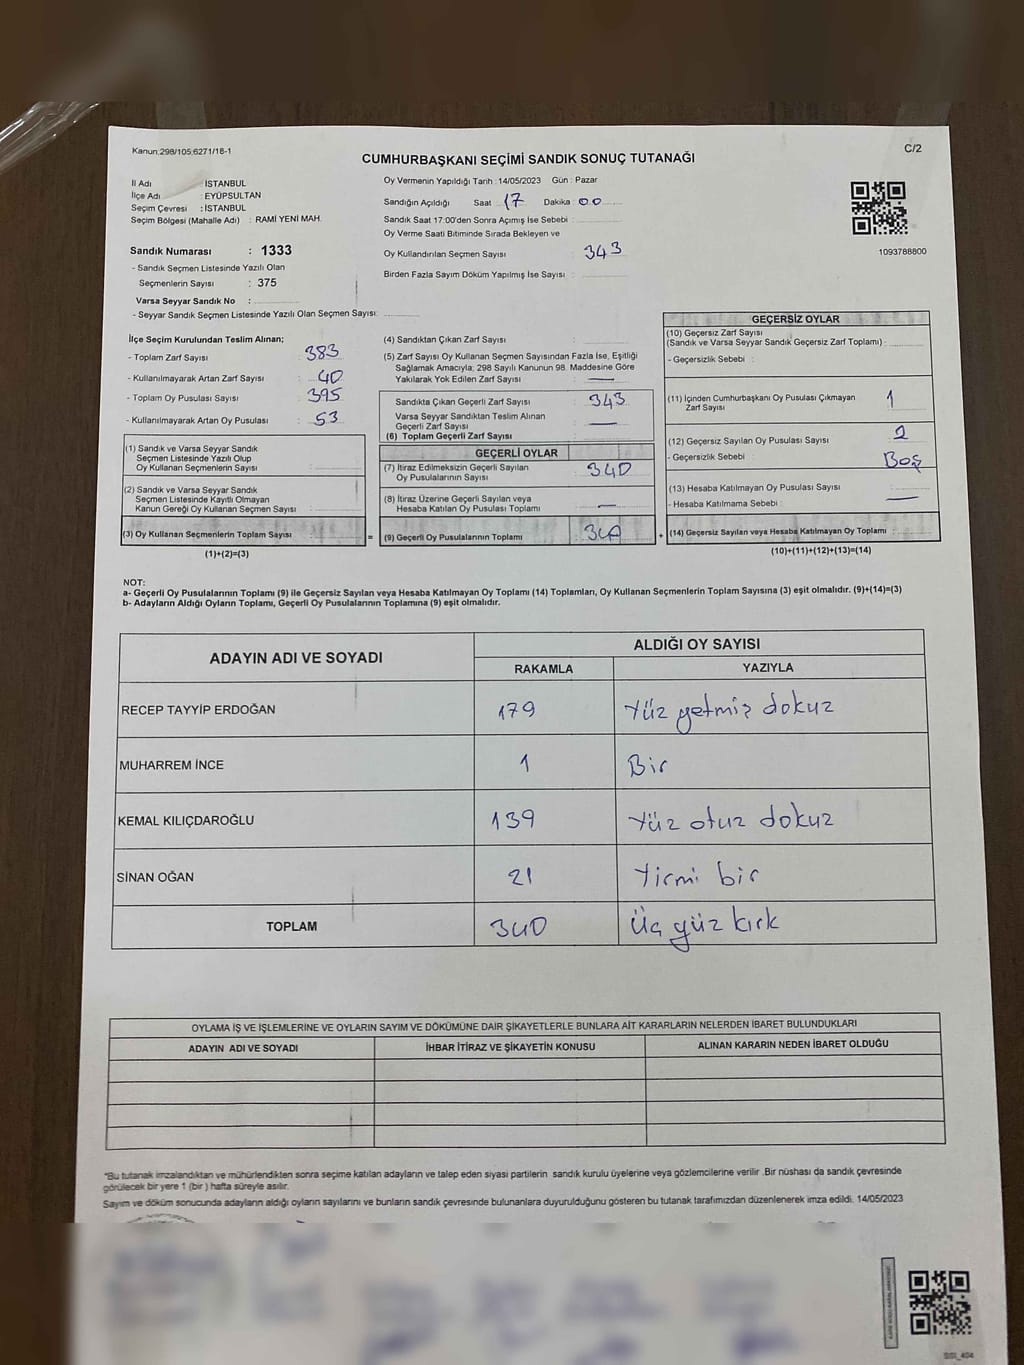 Kanun:298/105;6271/18-1
C/2
CUMHURBAŞKANI SEÇİMİ SANDIK SONUÇ TUTANAĞI
İl Adı : İSTANBUL
İlçe Adı : EYÜPSULTAN
Seçim Çevresi : İSTANBUL
Seçim Bölgesi (Mahalle Adı) : RAMİ YENİ MAH.
Sandık Numarası : 1333
- Sandık Seçmen Listesinde Yazılı Olan
Seçmenlerin Sayısı : 375
Varsa Seyyar Sandık No :
- Seyyar Sandık Seçmen Listesinde Yazılı Olan Seçmen Sayısı:
Oy Vermenin Yapıldığı Tarih : 14/05/2023 Gün : Pazar
Sandığın Açıldığı Saat : 17 Dakika : 00
Sandık Saat 17:00'den Sonra Açımış İse Sebebi :
Oy Verme Saati Bitiminde Sırada Bekleyen ve
Oy Kullandırılan Seçmen Sayısı : 343
Birden Fazla Sayım Döküm Yapılmış İse Sayısı :
1093788800
İlçe Seçim Kurulundan Teslim Alınan;
- Toplam Zarf Sayısı : 383
- Kullanılmayarak Artan Zarf Sayısı : 40
- Toplam Oy Pusulası Sayısı : 395
- Kullanılmayarak Artan Oy Pusulası : 53
(1) Sandık ve Varsa Seyyar Sandık
Seçmen Listesinde Yazılı Olup
Oy Kullanan Seçmenlerin Sayısı :
(2) Sandık ve Varsa Seyyar Sandık
Seçmen Listesinde Kayıtlı Olmayan
Kanun Gereği Oy Kullanan Seçmen Sayısı :
(3) Oy Kullanan Seçmenlerin Toplam Sayısı :
(1)+(2)=(3)
(4) Sandıktan Çıkan Zarf Sayısı :
(5) Zarf Sayısı Oy Kullanan Seçmen Sayısından Fazla İse, Eşitliği
Sağlamak Amacıyla; 298 Sayılı Kanunun 98. Maddesine Göre
Yakılarak Yok Edilen Zarf Sayısı : —
Sandıkta Çıkan Geçerli Zarf Sayısı : 343
Varsa Seyyar Sandıktan Teslim Alınan
Geçerli Zarf Sayısı : —
(6) Toplam Geçerli Zarf Sayısı :
GEÇERLİ OYLAR
(7) İtiraz Edilmeksizin Geçerli Sayılan
Oy Pusulalarının Sayısı : 340
(8) İtiraz Üzerine Geçerli Sayılan veya
Hesaba Katılan Oy Pusulası Toplamı : —
= (9) Geçerli Oy Pusulalarının Toplamı : 340 +
GEÇERSİZ OYLAR
(10) Geçersiz Zarf Sayısı
(Sandık ve Varsa Seyyar Sandık Geçersiz Zarf Toplamı) :
- Geçersizlik Sebebi :
(11) İçinden Cumhurbaşkanı Oy Pusulası Çıkmayan
Zarf Sayısı : 1
(12) Geçersiz Sayılan Oy Pusulası Sayısı : 2
- Geçersizlik Sebebi : Boş
(13) Hesaba Katılmayan Oy Pusulası Sayısı :
- Hesaba Katılmama Sebebi : —
(14) Geçersiz Sayılan veya Hesaba Katılmayan Oy Toplamı :
(10)+(11)+(12)+(13)=(14)
NOT:
a- Geçerli Oy Pusulalarının Toplamı (9) ile Geçersiz Sayılan veya Hesaba Katılmayan Oy Toplamı (14) Toplamları, Oy Kullanan Seçmenlerin Toplam Sayısına (3) eşit olmalıdır. (9)+(14)=(3)
b- Adayların Aldığı Oyların Toplamı, Geçerli Oy Pusulalarının Toplamına (9) eşit olmalıdır.
ADAYIN ADI VE SOYADI ALDIĞI OY SAYISI
RAKAMLA YAZIYLA
RECEP TAYYİP ERDOĞAN 179 Yüz yetmiş dokuz
MUHARREM İNCE 1 Bir
KEMAL KILIÇDAROĞLU 139 Yüz otuz dokuz
SİNAN OĞAN 21 Yirmi bir
TOPLAM 340 Üç yüz kırk
OYLAMA İŞ VE İŞLEMLERİNE VE OYLARIN SAYIM VE DÖKÜMÜNE DAİR ŞİKAYETLERLE BUNLARA AİT KARARLARIN NELERDEN İBARET BULUNDUKLARI
ADAYIN ADI VE SOYADI İHBAR İTİRAZ VE ŞİKAYETİN KONUSU ALINAN KARARIN NEDEN İBARET OLDUĞU
*Bu tutanak imzalandıktan ve mühürlendikten sonra seçime katılan adayların ve talep eden siyasi partilerin sandık kurulu üyelerine veya gözlemcilerine verilir .Bir nüshası da sandık çevresinde
görülecek bir yere 1 (bir ) hafta süreyle asılır.
Sayım ve döküm sonucunda adayların aldığı oyların sayılarını ve bunların sandık çevresinde bulunanlara duyurulduğunu gösteren bu tutanak tarafımızdan düzenlenerek imza edildi. 14/05/2023